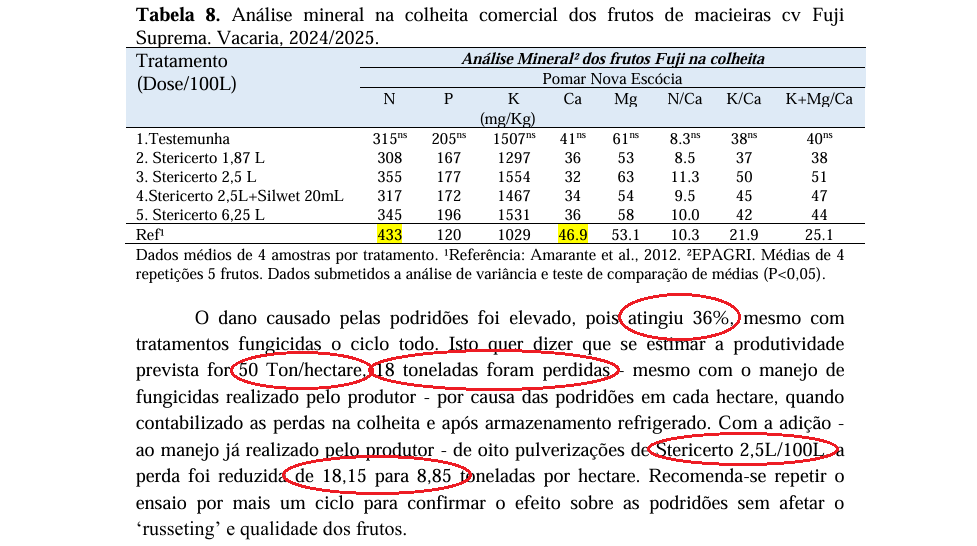 Tabela 8. Análise mineral na colheita comercial dos frutos de macieiras cv Fuji
Suprema. Vacaria, 2024/2025.
Tratamento Análise Mineral² dos frutos Fuji na colheita
(Dose/100L) Pomar Nova Escócia
N P K Ca Mg N/Ca K/Ca K+Mg/Ca
(mg/Kg)
1.Testemunha 315ⁿˢ 205ⁿˢ 1507ⁿˢ 41ⁿˢ 61ⁿˢ 8.3ⁿˢ 38ⁿˢ 40ⁿˢ
2. Stericerto 1,87 L 308 167 1297 36 53 8.5 37 38
3. Stericerto 2,5 L 355 177 1554 32 63 11.3 50 51
4.Stericerto 2,5L+Silwet 20mL 317 172 1467 34 54 9.5 45 47
5. Stericerto 6,25 L 345 196 1531 36 58 10.0 42 44
Ref¹ 433 120 1029 46.9 53.1 10.3 21.9 25.1
Dados médios de 4 amostras por tratamento. ¹Referência: Amarante et al., 2012. ²EPAGRI. Médias de 4
repetições 5 frutos. Dados submetidos a análise de variância e teste de comparação de médias (P<0,05).
O dano causado pelas podridões foi elevado, pois atingiu 36%, mesmo com
tratamentos fungicidas o ciclo todo. Isto quer dizer que se estimar a produtividade
prevista for 50 Ton/hectare, 18 toneladas foram perdidas - mesmo com o manejo de
fungicidas realizado pelo produtor - por causa das podridões em cada hectare, quando
contabilizado as perdas na colheita e após armazenamento refrigerado. Com a adição -
ao manejo já realizado pelo produtor - de oito pulverizações de Stericerto 2,5L/100L, a
perda foi reduzida de 18,15 para 8,85 toneladas por hectare. Recomenda-se repetir o
ensaio por mais um ciclo para confirmar o efeito sobre as podridões sem afetar o
‘russeting’ e qualidade dos frutos.